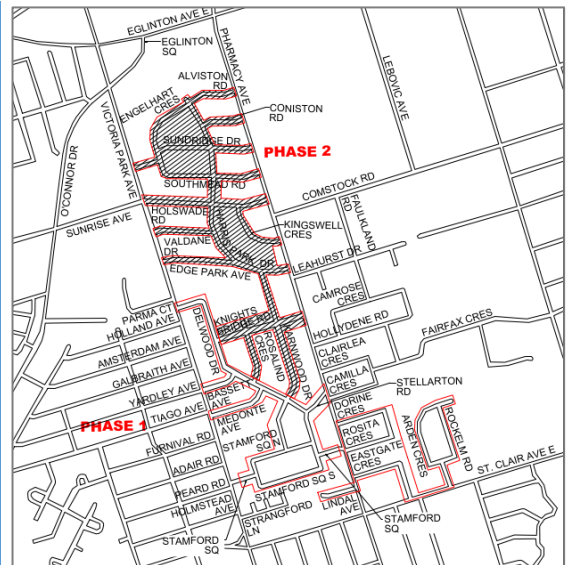 EGLINTON AVE E
EGLINTON
SQ
PHARMACY AVE
ALVISTON
RD
LEBOVIC AVE
ENGELHART
CRES
CONISTON
RD
VICTORIA PARK AVE
O'CONNOR DR
SUNDRIDGE DR
PHASE 2
SOUTHMEAD RD
COMSTOCK RD
HOLSWADE
RD
HARRIS PARK DR
FAULKLAND
RD
SUNRISE AVE
KINGSWELL
CRES
VALDANE
DR
LEAHURST DR
EDGE PARK AVE
CAMROSE
CRES
PARMA CT
HOLLAND AVE
KNIGHTS
BRIDGE RD
IDELWOOD DR
HOLLYDENE RD
FAIRFAX CRES
AMSTERDAM AVE
ROSALIND
CRES
CLAIRLEA
CRES
GALBRAITH AVE
CAMILLA
CRES
YARDLEY AVE
BASSETT
AVE
STELLARTON
RD
TIAGO AVE
DORINE
CRES
PHASE 1
MEDONTE
AVE
ROSITA
CRES
ARDEN CRES
ROCKELM RD
FURNIVAL RD
STAMFORD
SQ N
EASTGATE
CRES
ADAIR RD
ST. CLAIR AVE E
PEARD RD
STAMFORD SQ S
HOLMSTEAD
AVE
STRANGFORD
LN
LINDAL
AVE
STAMFORD
SQ
STAMFORD
SQ